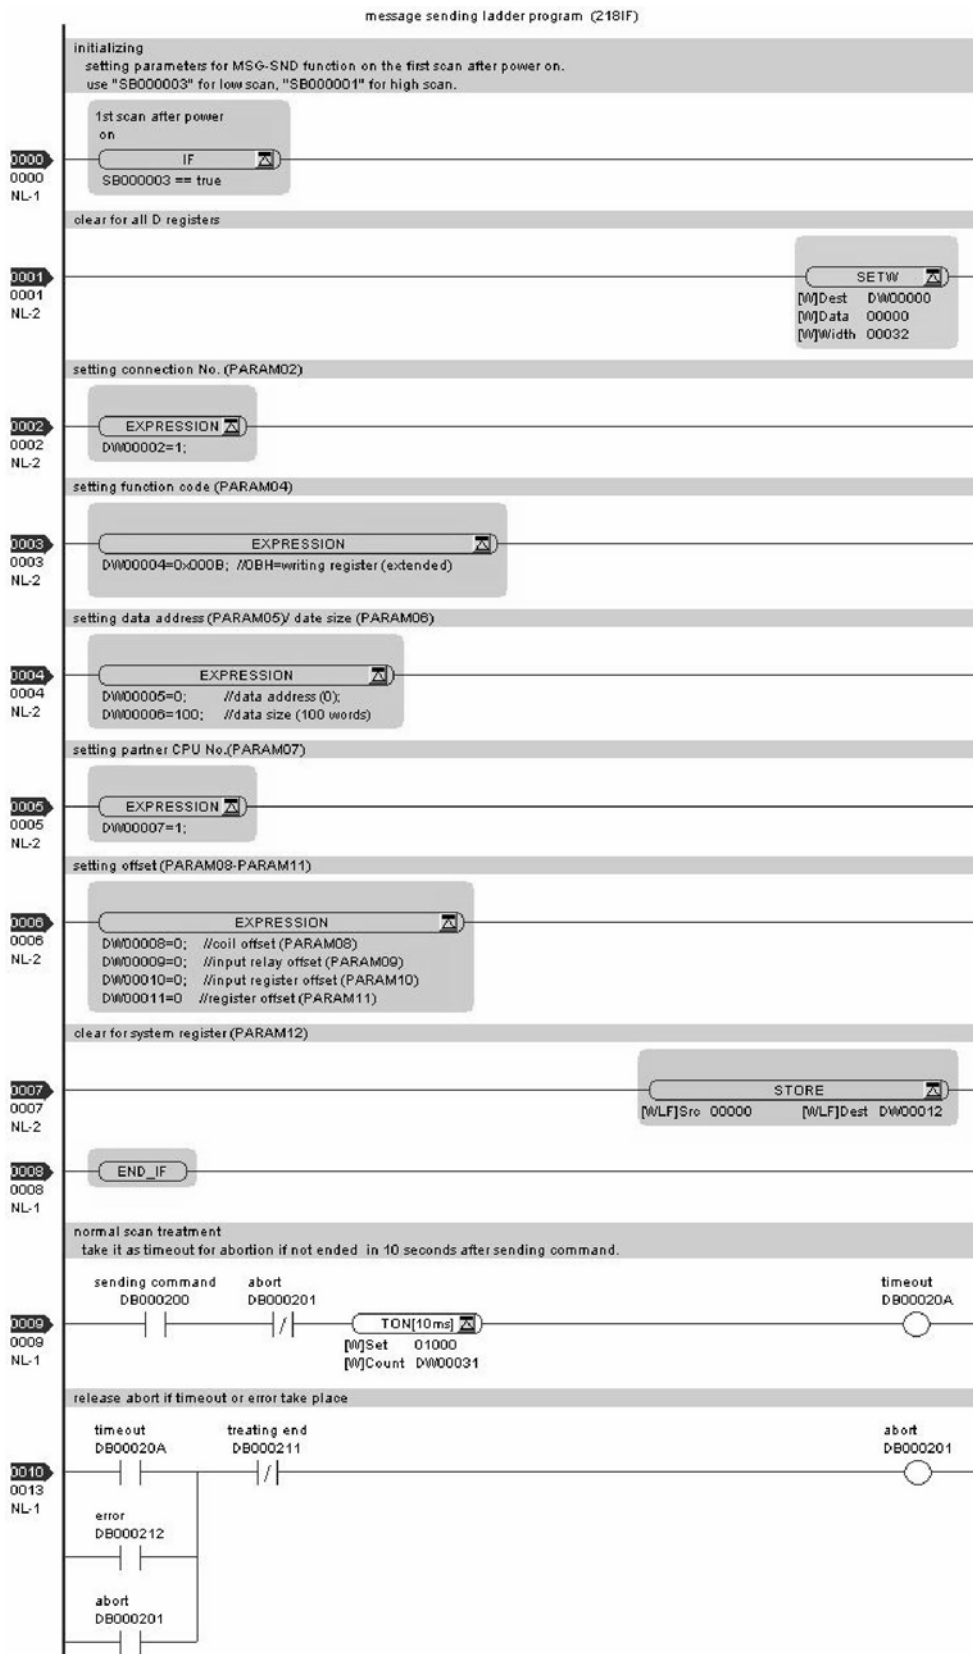 message sending ladder program (218IF)
initializing
setting parameters for MSG-SND function on the first scan after power on.
use "SB000003" for low scan, "SB000001" for high scan.
1st scan after power
on
0000
IF
0000
SB000003 == true
NL-1
clear for all D registers
0001
SETW
0001
[W]Dest DW00000
NL-2
[W]Data 00000
[W]Width 00032
setting connection No. (PARAM02)
0002
EXPRESSION
0002
DW00002=1;
NL-2
setting function code (PARAM04)
0003
EXPRESSION
0003
DW00004=0x000B; //0BH=writing register (extended)
NL-2
setting data address (PARAM05)/ date size (PARAM06)
0004
EXPRESSION
0004
DW00005=0; //data address (0);
NL-2
DW00006=100; //data size (100 words)
setting partner CPU No.(PARAM07)
0005
EXPRESSION
0005
DW00007=1;
NL-2
setting offset (PARAM08-PARAM11)
0006
EXPRESSION
0006
DW00008=0; //coil offset (PARAM08)
NL-2
DW00009=0; //input relay offset (PARAM09)
DW00010=0; //input register offset (PARAM10)
DW00011=0 //register offset (PARAM11)
clear for system register (PARAM12)
0007
STORE
0007
[WLF]Src 00000 [WLF]Dest DW00012
NL-2
0008
END_IF
0008
NL-1
normal scan treatment
take it as timeout for abortion if not ended in 10 seconds after sending command.
sending command abort timeout
DB000200 DB000201 DB00020A
0009
TON[10ms]
0009
[W]Set 01000
NL-1
[W]Count DW00031
release abort if timeout or error take place
timeout treating end abort
DB00020A DB000211 DB000201
0010
0013
NL-1
error
DB000212
abort
DB000201